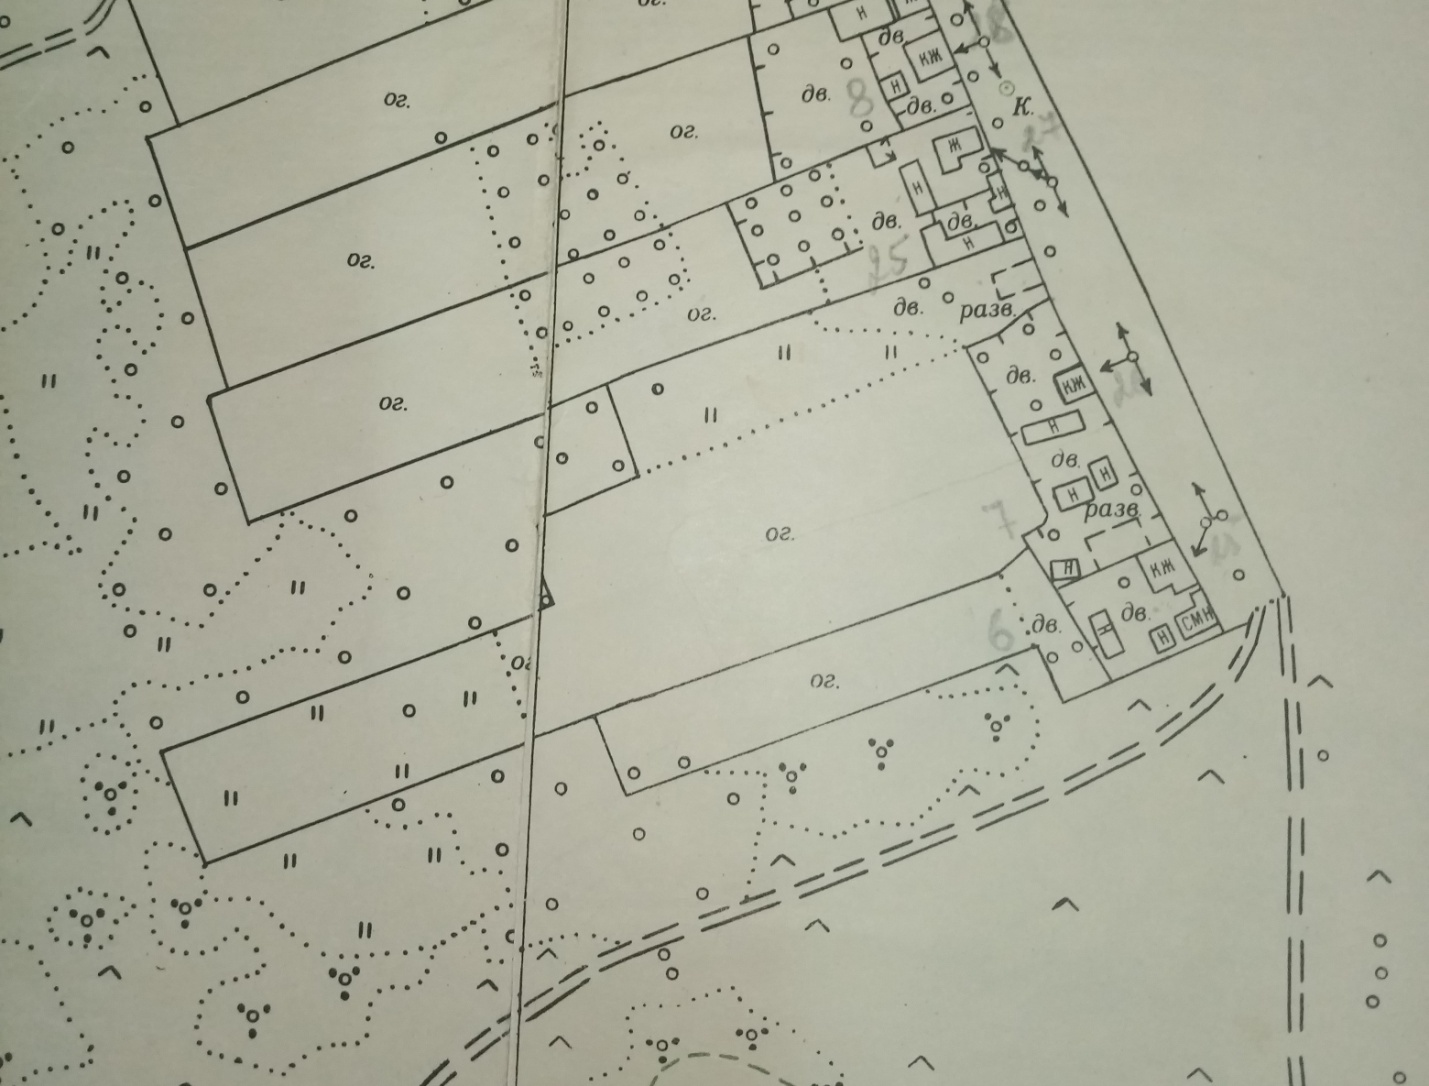 ог.
н
дв.
КЖ
ог.
дв.
8
н
дв.
К.
ог.
Ж
н
н
дв.
дв.
н
ог.
25
дв.
разв.
ог.
дв.
КЖ
ог.
н
дв.
н
н
разв.
7
ог.
н
КЖ
6
дв.
дв.
н
н
СМН
ог.